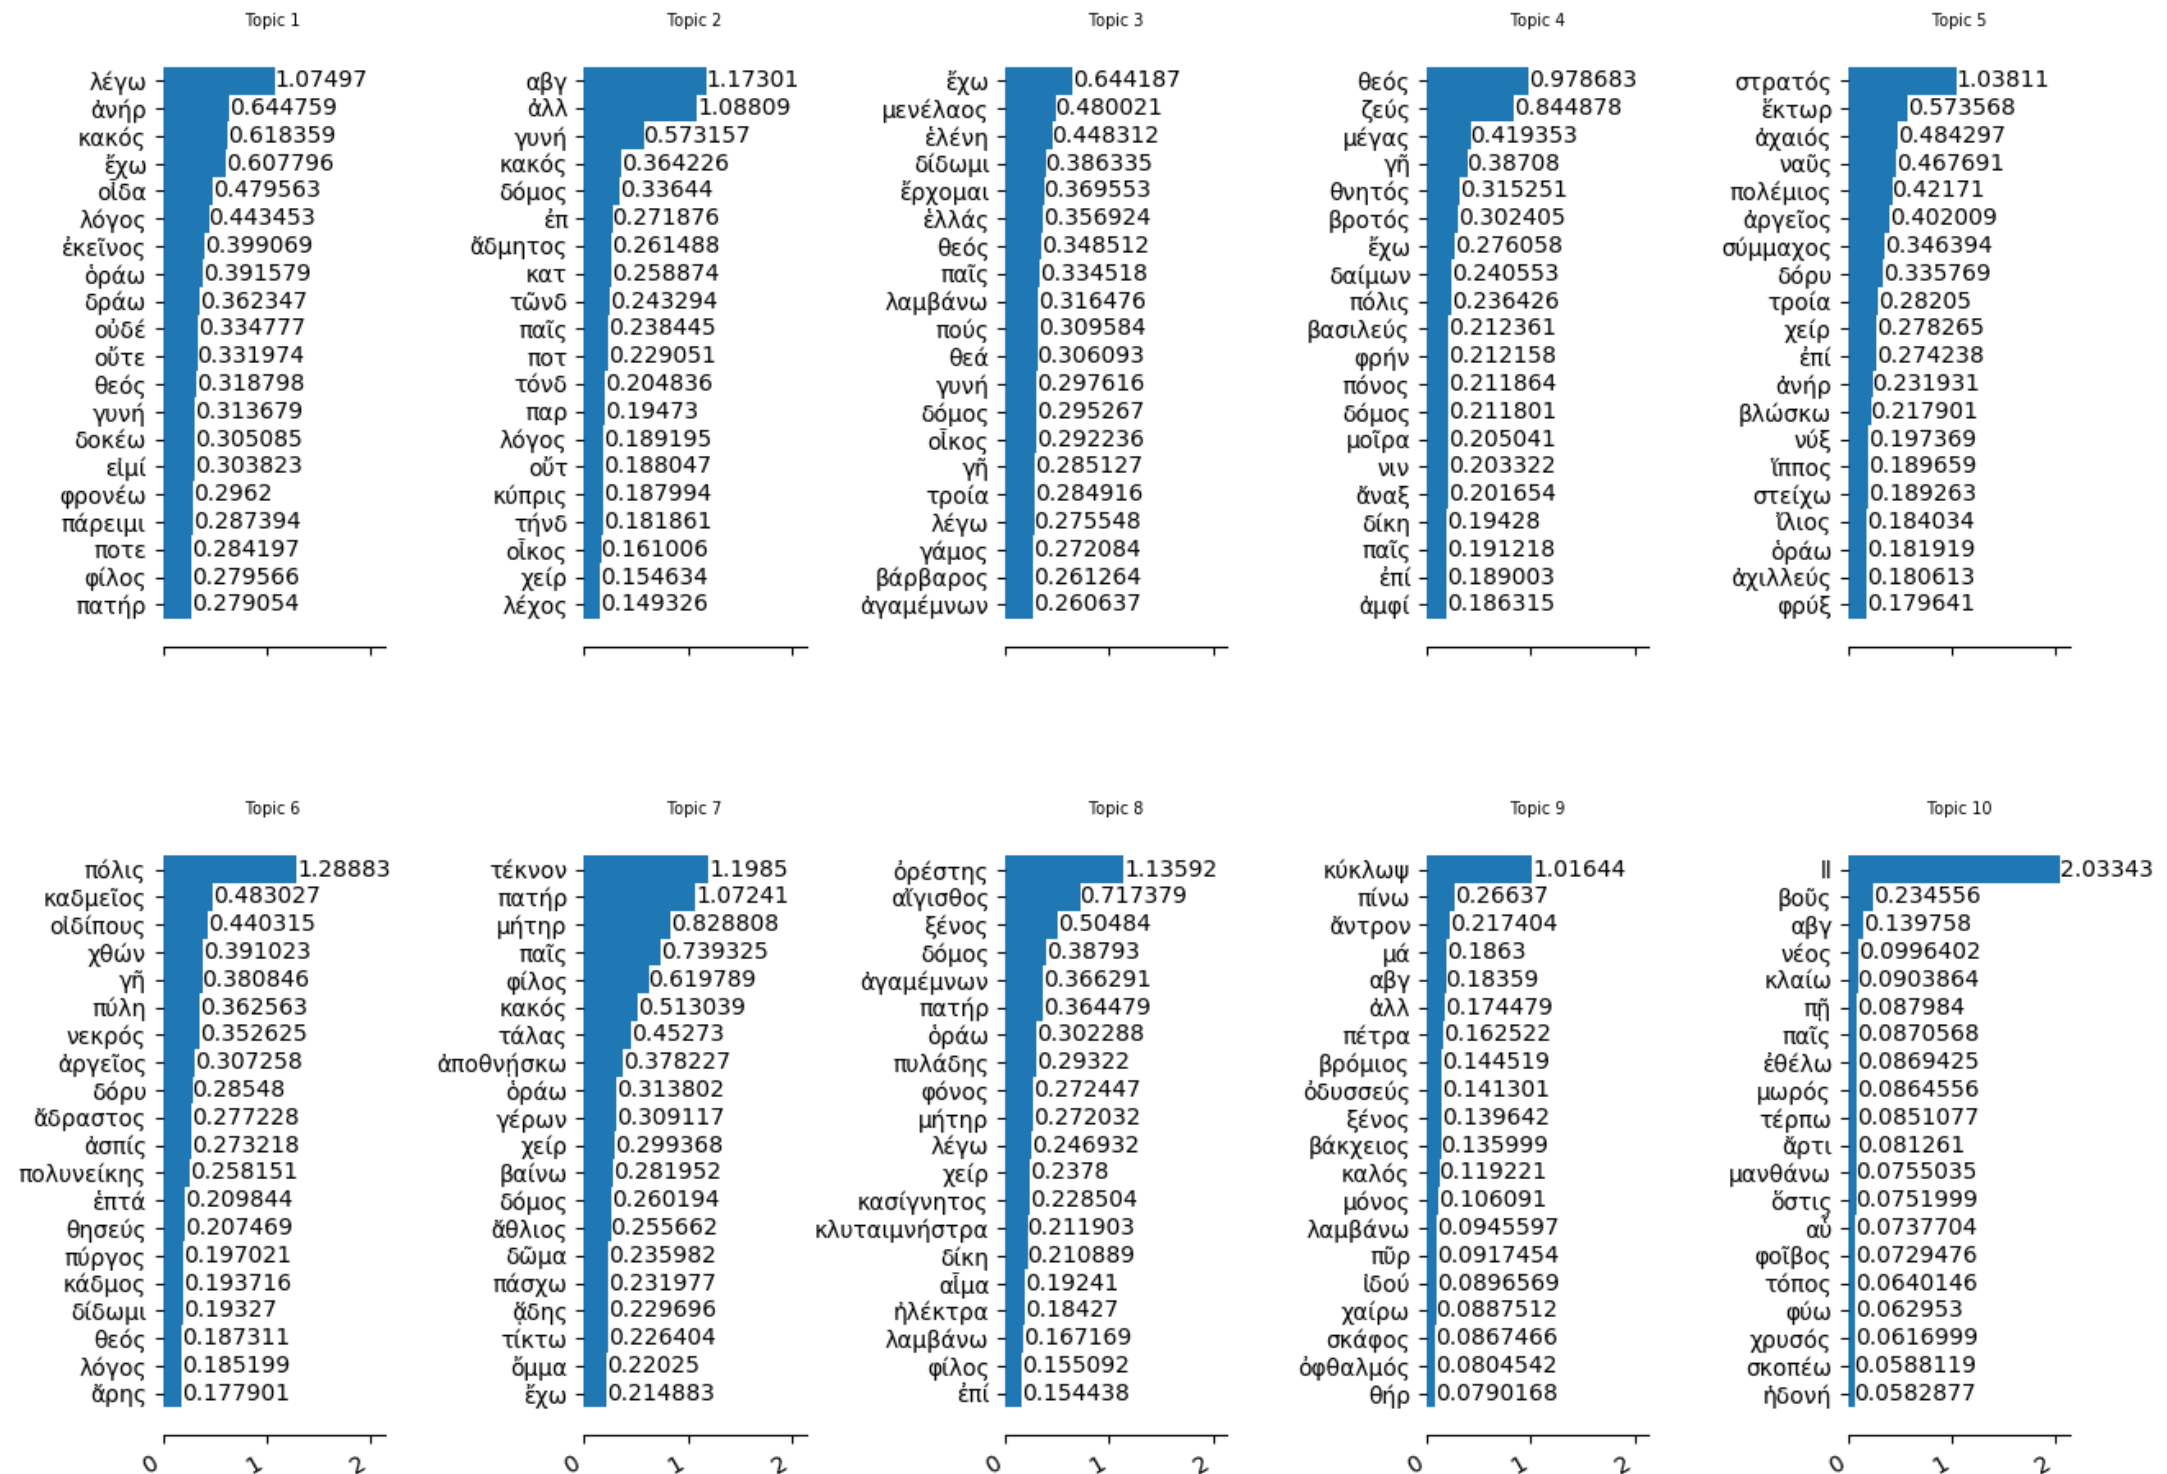 Topic 1
λέγω 1.07497
ἀνήρ 0.644759
κακός 0.618359
ἔχω 0.607796
οἶδα 0.479563
λόγος 0.443453
ἐκεῖνος 0.399069
ὁράω 0.391579
δράω 0.362347
οὐδέ 0.334777
οὔτε 0.331974
θεός 0.318798
γυνή 0.313679
δοκέω 0.305085
εἰμί 0.303823
φρονέω 0.2962
πάρειμι 0.287394
ποτε 0.284197
φίλος 0.279566
πατήρ 0.279054
Topic 2
αβγ 1.17301
ἀλλ 1.08809
γυνή 0.573157
κακός 0.364226
δόμος 0.33644
ἐπ 0.271876
ἄδμητος 0.261488
κατ 0.258874
τῶνδ 0.243294
παῖς 0.238445
ποτ 0.229051
τόνδ 0.204836
παρ 0.19473
λόγος 0.189195
οὔτ 0.188047
κύπρις 0.187994
τήνδ 0.181861
οἶκος 0.161006
χείρ 0.154634
λέχος 0.149326
Topic 3
ἔχω 0.644187
μενέλαος 0.480021
ἑλένη 0.448312
δίδωμι 0.386335
ἔρχομαι 0.369553
ἑλλάς 0.356924
θεός 0.348512
παῖς 0.334518
λαμβάνω 0.316476
πούς 0.309584
θεά 0.306093
γυνή 0.297616
δόμος 0.295267
οἶκος 0.292236
γῆ 0.285127
τροία 0.284916
λέγω 0.275548
γάμος 0.272084
βάρβαρος 0.261264
ἀγαμέμνων 0.260637
Topic 4
θεός 0.978683
ζεύς 0.844878
μέγας 0.419353
γῆ 0.38708
θνητός 0.315251
βροτός 0.302405
ἔχω 0.276058
δαίμων 0.240553
πόλις 0.236426
βασιλεύς 0.212361
φρήν 0.212158
πόνος 0.211864
δόμος 0.211801
μοῖρα 0.205041
νιν 0.203322
ἄναξ 0.201654
δίκη 0.19428
παῖς 0.191218
ἐπί 0.189003
ἀμφί 0.186315
Topic 5
στρατός 1.03811
ἕκτωρ 0.573568
ἀχαιός 0.484297
ναῦς 0.467691
πολέμιος 0.42171
ἀργεῖος 0.402009
σύμμαχος 0.346394
δόρυ 0.335769
τροία 0.28205
χείρ 0.278265
ἐπί 0.274238
ἀνήρ 0.231931
βλώσκω 0.217901
νύξ 0.197369
ἵππος 0.189659
στείχω 0.189263
ἴλιος 0.184034
ὁράω 0.181919
ἀχιλλεύς 0.180613
φρύξ 0.179641
Topic 6
πόλις 1.28883
καδμεῖος 0.483027
οἰδίπους 0.440315
χθών 0.391023
γῆ 0.380846
πύλη 0.362563
νεκρός 0.352625
ἀργεῖος 0.307258
δόρυ 0.28548
ἄδραστος 0.277228
ἀσπίς 0.273218
πολυνείκης 0.258151
ἑπτά 0.209844
θησεύς 0.207469
πύργος 0.197021
κάδμος 0.193716
δίδωμι 0.19327
θεός 0.187311
λόγος 0.185199
ἄρης 0.177901
0 1 2
Topic 7
τέκνον 1.1985
πατήρ 1.07241
μήτηρ 0.828808
παῖς 0.739325
φίλος 0.619789
κακός 0.513039
τάλας 0.45273
ἀποθνῄσκω 0.378227
ὁράω 0.313802
γέρων 0.309117
χείρ 0.299368
βαίνω 0.281952
δόμος 0.260194
ἄθλιος 0.255662
δῶμα 0.235982
πάσχω 0.231977
ᾅδης 0.229696
τίκτω 0.226404
ὄμμα 0.22025
ἔχω 0.214883
0 1 2
Topic 8
ὀρέστης 1.13592
αἴγισθος 0.717379
ξένος 0.50484
δόμος 0.38793
ἀγαμέμνων 0.366291
πατήρ 0.364479
ὁράω 0.302288
πυλάδης 0.29322
φόνος 0.272447
μήτηρ 0.272032
λέγω 0.246932
χείρ 0.2378
κασίγνητος 0.228504
κλυταιμνήστρα 0.211903
δίκη 0.210889
αἷμα 0.19241
ἠλέκτρα 0.18427
λαμβάνω 0.167169
φίλος 0.155092
ἐπί 0.154438
0 1 2
Topic 9
κύκλωψ 1.01644
πίνω 0.26637
ἄντρον 0.217404
μά 0.1863
αβγ 0.18359
ἀλλ 0.174479
πέτρα 0.162522
βρόμιος 0.144519
ὀδυσσεύς 0.141301
ξένος 0.139642
βάκχειος 0.135999
καλός 0.119221
μόνος 0.106091
λαμβάνω 0.0945597
πῦρ 0.0917454
ἰδού 0.0896569
χαίρω 0.0887512
σκάφος 0.0867466
ὀφθαλμός 0.0804542
θήρ 0.0790168
0 1 2
Topic 10
ll 2.03343
βοῦς 0.234556
αβγ 0.139758
νέος 0.0996402
κλαίω 0.0903864
πῇ 0.087984
παῖς 0.0870568
ἐθέλω 0.0869425
μωρός 0.0864556
τέρπω 0.0851077
ἄρτι 0.081261
μανθάνω 0.0755035
ὅστις 0.0751999
αὖ 0.0737704
φοῖβος 0.0729476
τόπος 0.0640146
φύω 0.062953
χρυσός 0.0616999
σκοπέω 0.0588119
ἡδονή 0.0582877
0 1 2